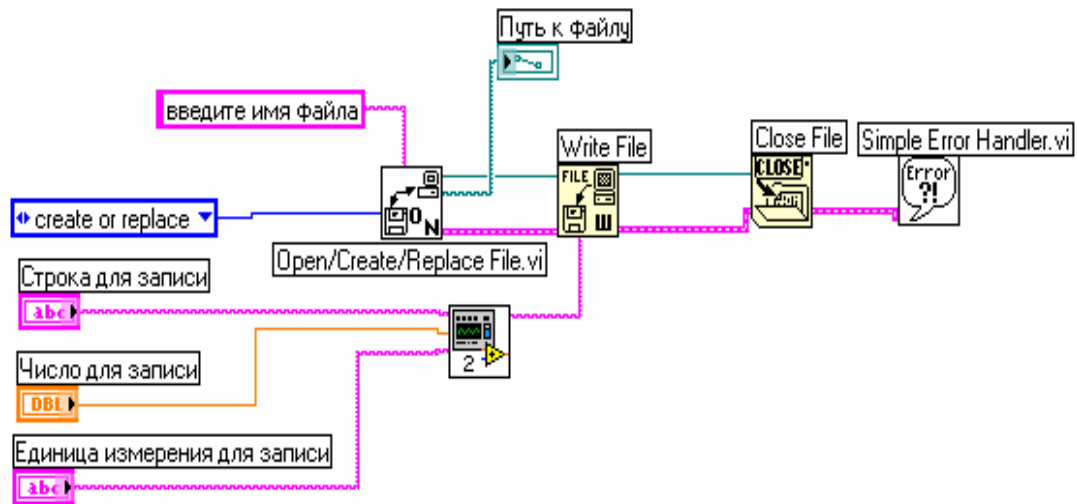 Путь к файлу
введите имя файла
Write File
FILE
Ш
Close File
CLOSE
Simple Error Handler.vi
Error
?!
create or replace
O
N
Open/Create/Replace File.vi
Строка для записи
abc
2
Число для записи
DBL
Единица измерения для записи
abc